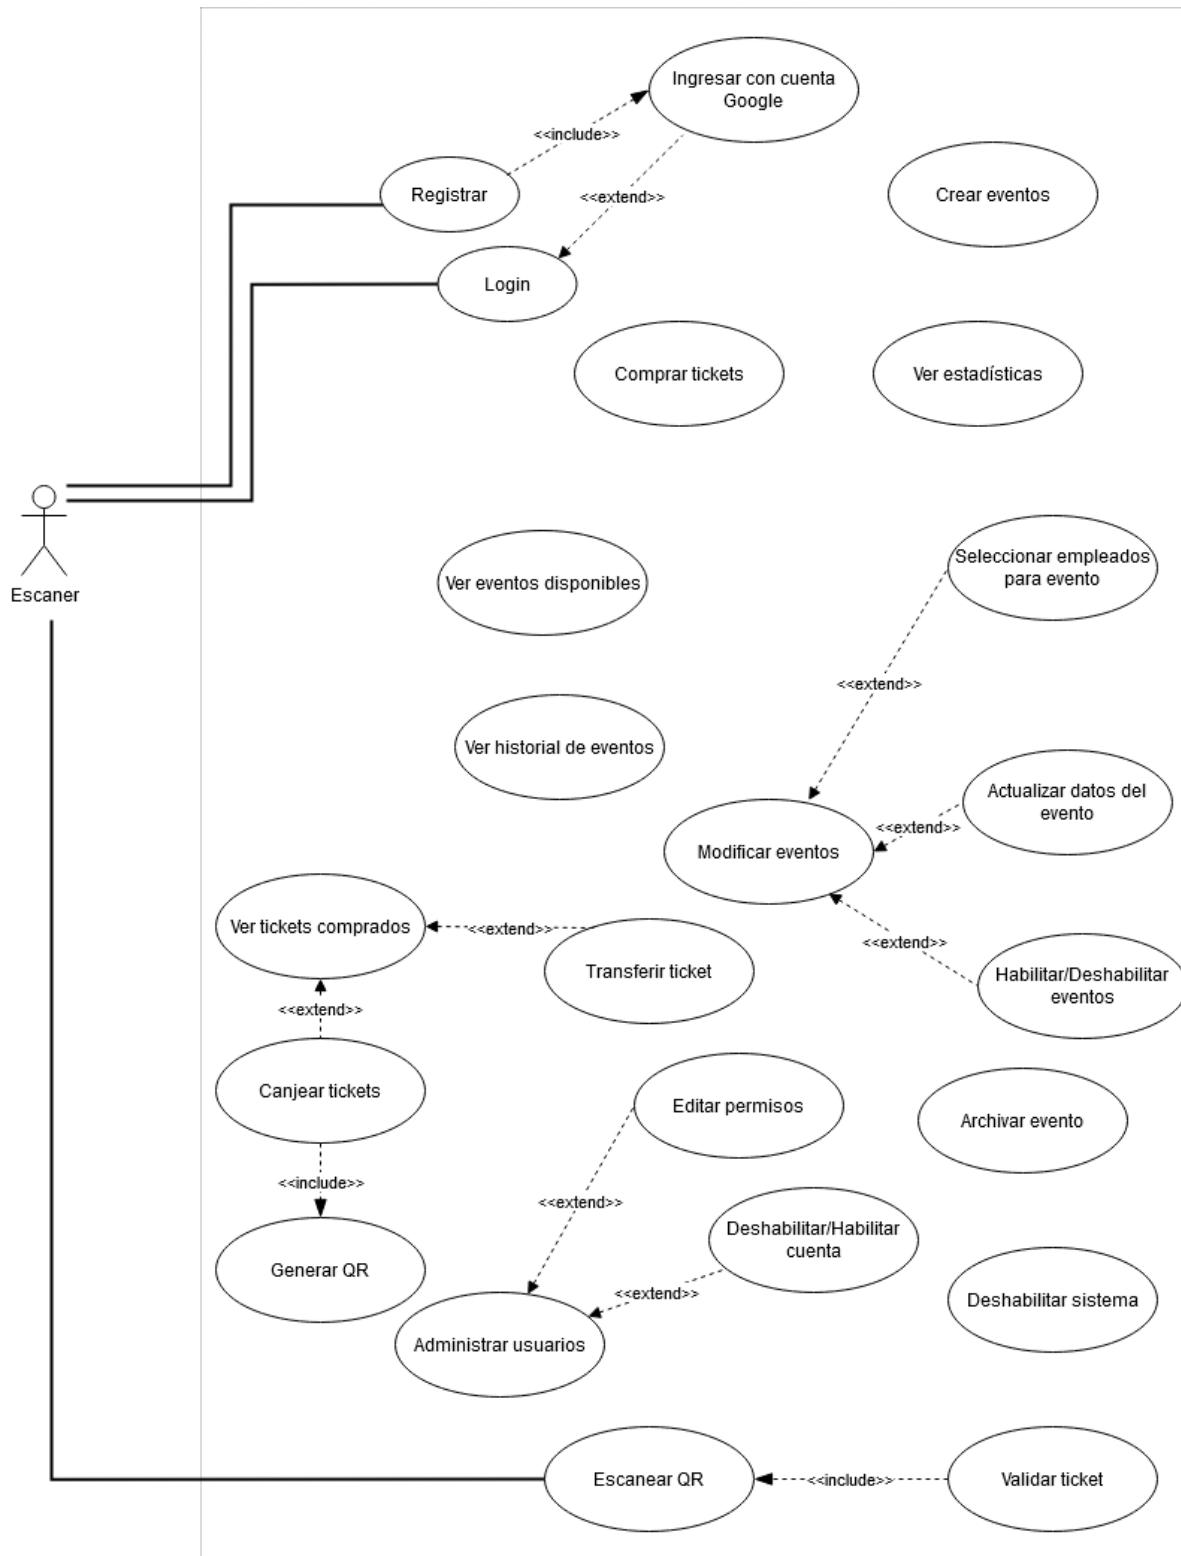 Ingresar con cuenta
Google
<<include>>
Registrar
<<extend>>
Crear eventos
Login
Comprar tickets
Ver estadísticas
Escaner
Ver eventos disponibles
Seleccionar empleados
para evento
<<extend>>
Ver historial de eventos
Actualizar datos del
evento
<<extend>>
Modificar eventos
Ver tickets comprados
<<extend>>
<<extend>>
Transferir ticket
Habilitar/Deshabilitar
eventos
<<extend>>
Canjear tickets
Editar permisos
Archivar evento
<<include>>
<<extend>>
Deshabilitar/Habilitar
cuenta
Generar QR
<<extend>>
Deshabilitar sistema
Administrar usuarios
Escanear QR
<<include>>
Validar ticket